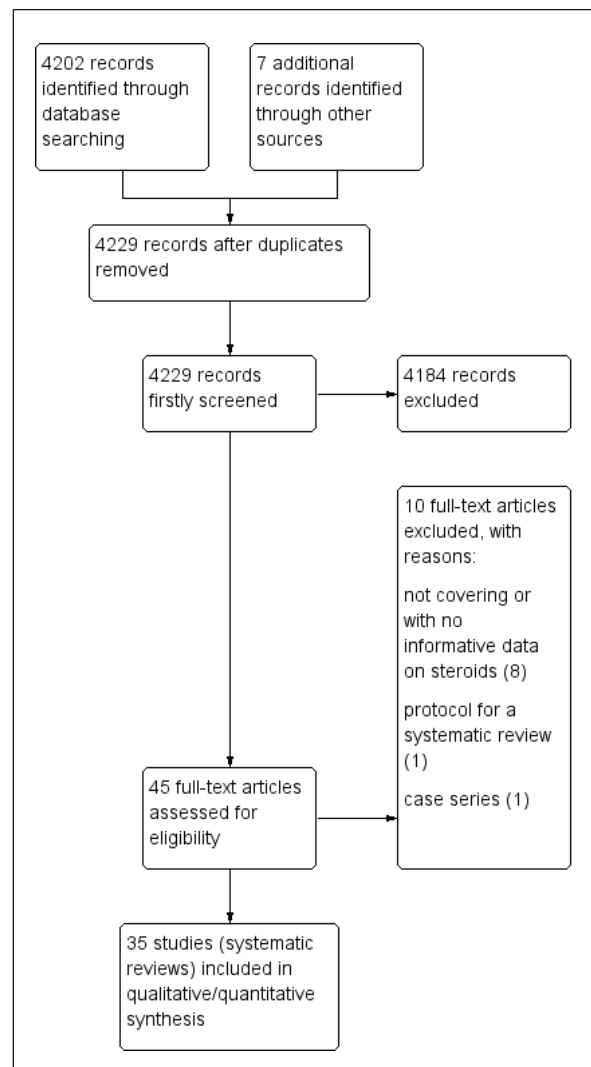 4202 records
identified through
database
searching
7 additional
records identified
through other
sources
4229 records after duplicates
removed
4229 records
firstly screened
4184 records
excluded
10 full-text articles
excluded, with
reasons:
not covering or
with no
informative data
on steroids (8)
protocol for a
systematic review
(1)
case series (1)
45 full-text articles
assessed for
eligibility
35 studies (systematic
reviews) included in
qualitative/quantitative
synthesis